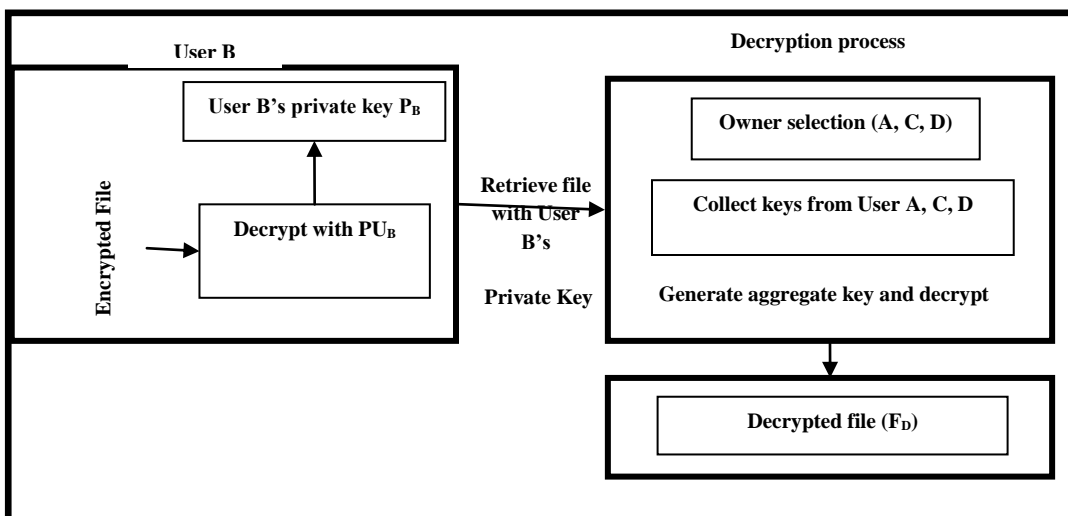 User B
User B’s private key PB
Encrypted File
Decrypt with PUB
Retrieve file
with User
B’s
Private Key
Decryption process
Owner selection (A, C, D)
Collect keys from User A, C, D
Generate aggregate key and decrypt
Decrypted file (FD)